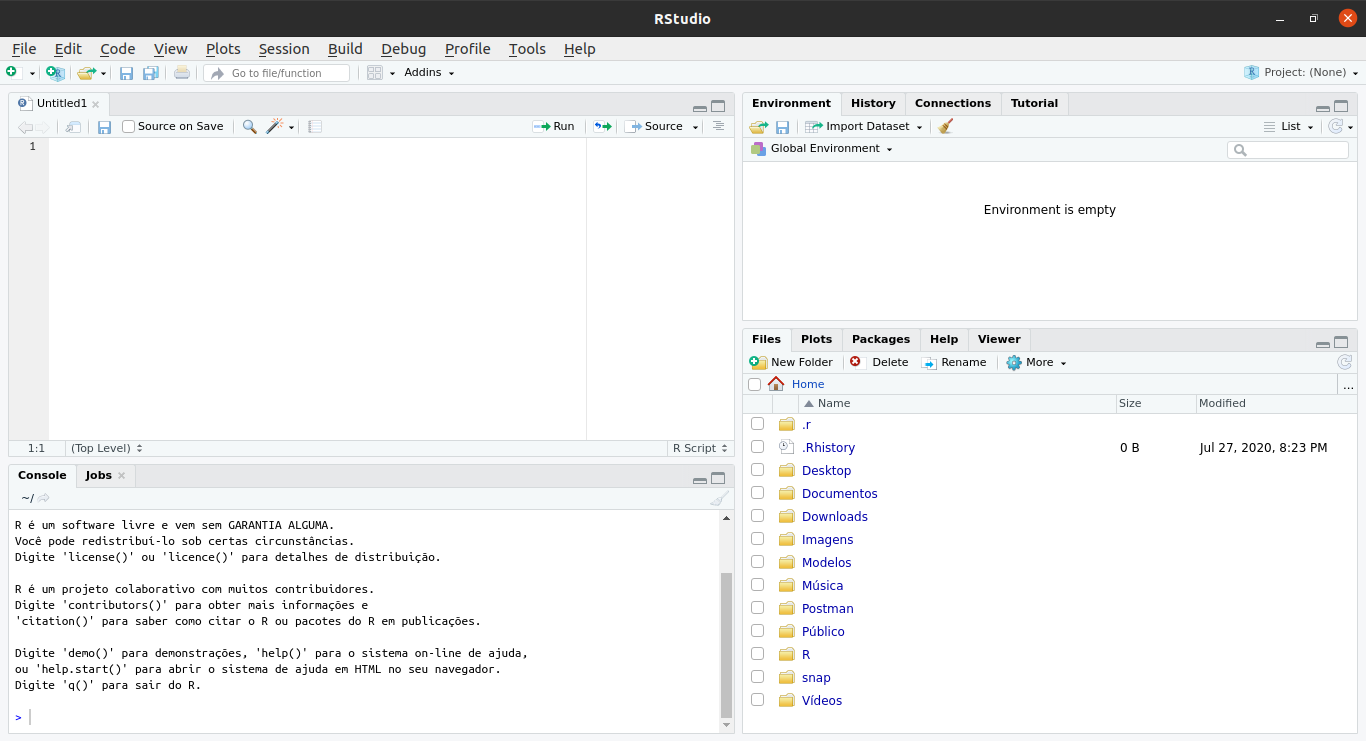 RStudio
File Edit Code View Plots Session Build Debug Profile Tools Help
Go to file/function Addins Project: (None)
Untitled1
Source on Save Run Source
1
1:1 (Top Level) R Script
Console Jobs
~/
R é um software livre e vem sem GARANTIA ALGUMA.
Você pode redistribuí-lo sob certas circunstâncias.
Digite 'license()' ou 'licence()' para detalhes de distribuição.
R é um projeto colaborativo com muitos contribuidores.
Digite 'contributors()' para obter mais informações e
'citation()' para saber como citar o R ou pacotes do R em publicações.
Digite 'demo()' para demonstrações, 'help()' para o sistema on-line de ajuda,
ou 'help.start()' para abrir o sistema de ajuda em HTML no seu navegador.
Digite 'q()' para sair do R.
>
Environment History Connections Tutorial
Import Dataset List
Global Environment
Environment is empty
Files Plots Packages Help Viewer
New Folder Delete Rename More
Home ...
Name Size Modified
.r
.Rhistory 0 B Jul 27, 2020, 8:23 PM
Desktop
Documentos
Downloads
Imagens
Modelos
Música
Postman
Público
R
snap
Vídeos